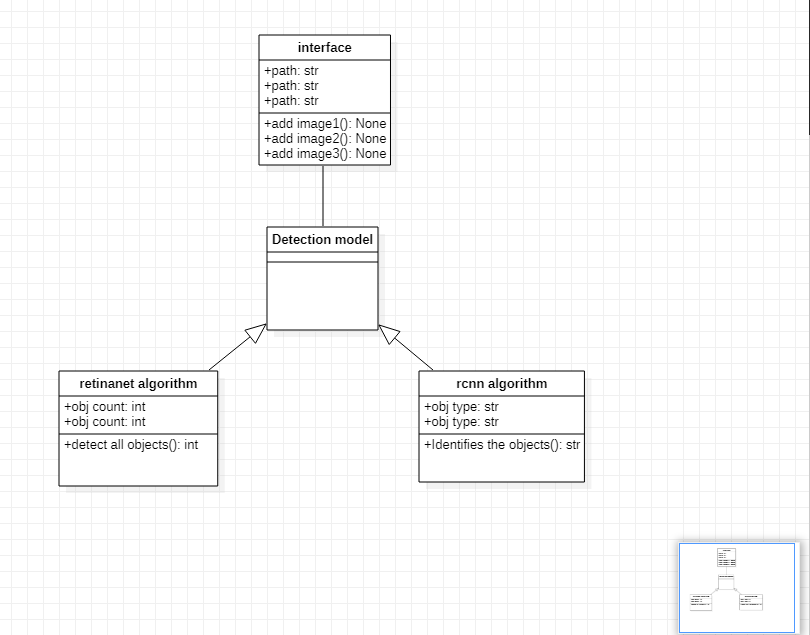 interface
+path: str
+path: str
+path: str
+add image1(): None
+add image2(): None
+add image3(): None
Detection model
retinanet algorithm
+obj count: int
+obj count: int
+detect all objects(): int
rcnn algorithm
+obj type: str
+obj type: str
+Identifies the objects(): str